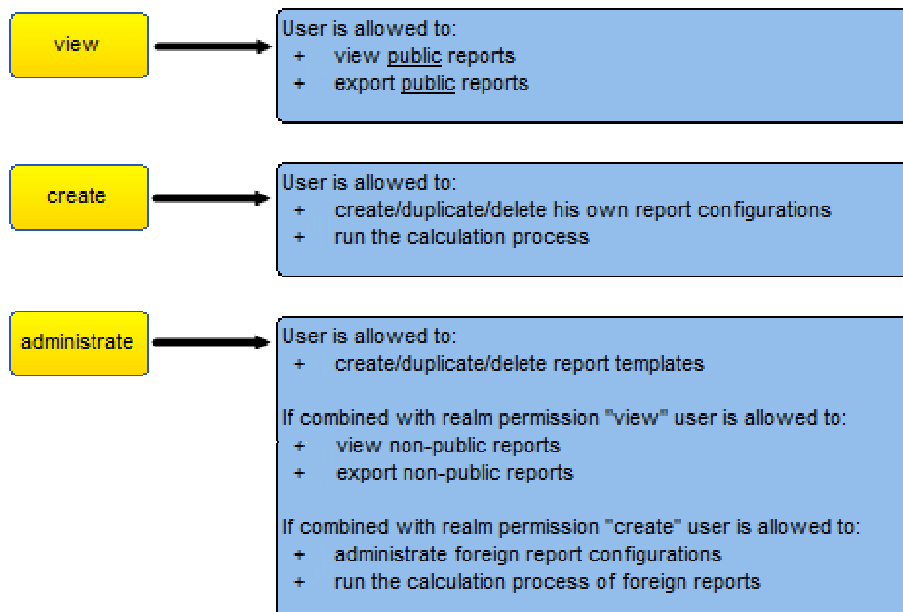 view
User is allowed to:
+ view public reports
+ export public reports
create
User is allowed to:
+ create/duplicate/delete his own report configurations
+ run the calculation process
administrate
User is allowed to:
+ create/duplicate/delete report templates
If combined with realm permission "view" user is allowed to:
+ view non-public reports
+ export non-public reports
If combined with realm permission "create" user is allowed to:
+ administrate foreign report configurations
+ run the calculation process of foreign reports